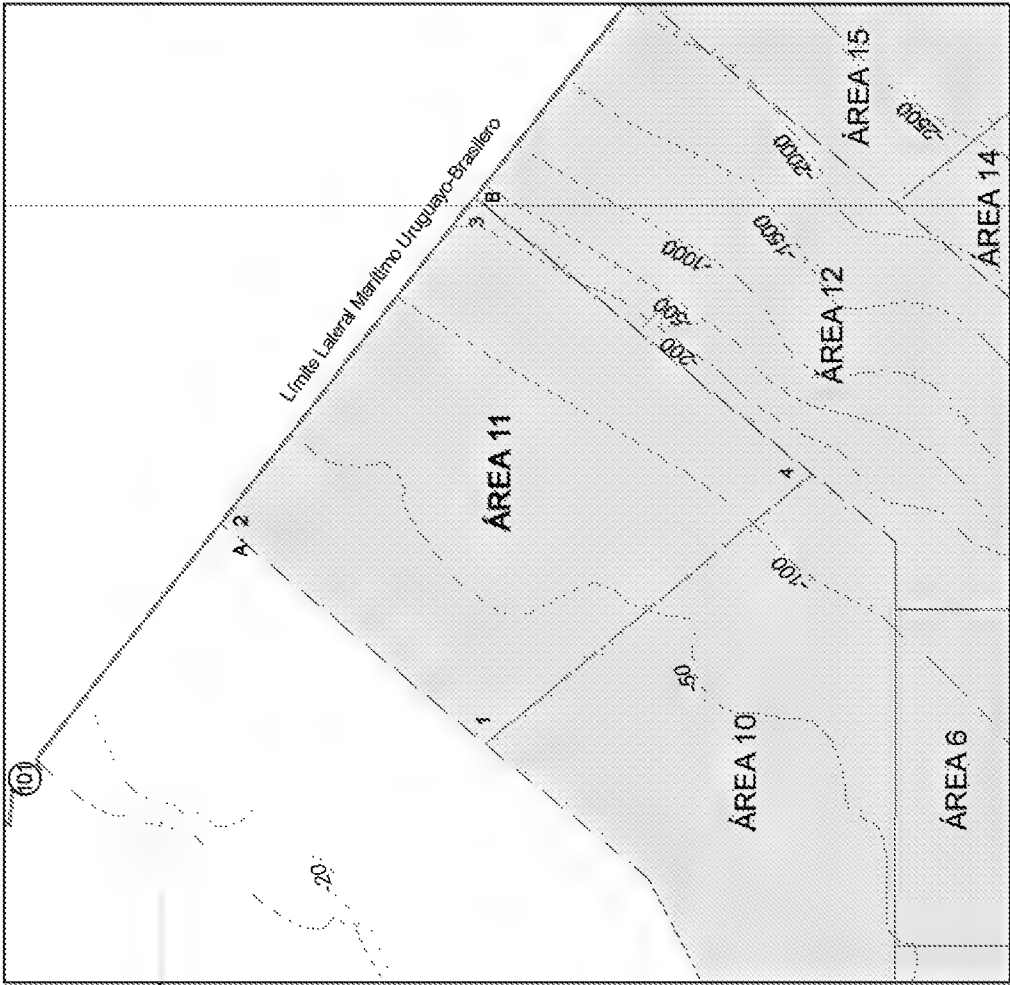 101
Límite Lateral Marítimo Uruguayo-Brasilero
A 2
3 B
1
4
-20
-50
-100
-200
-500
-1000
-1500
-2000
-2500
ÁREA 11
ÁREA 10
ÁREA 6
ÁREA 12
ÁREA 15
ÁREA 14